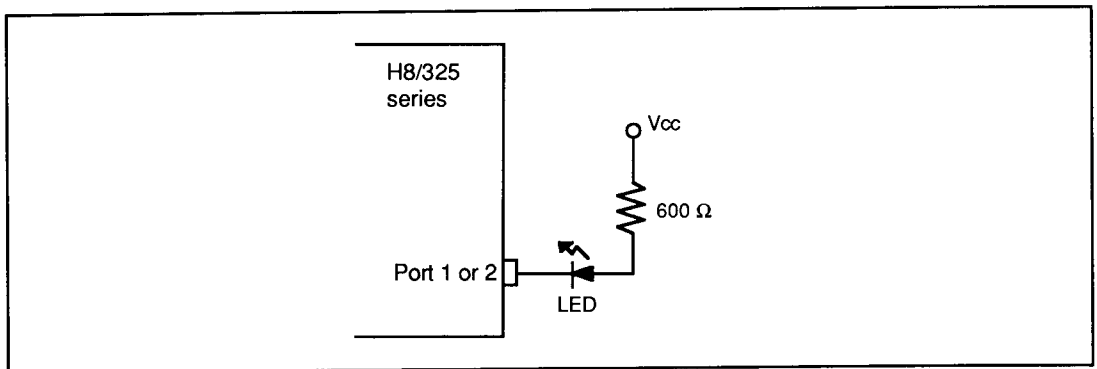 H8/325
series
Vcc
600 Ω
Port 1 or 2
LED